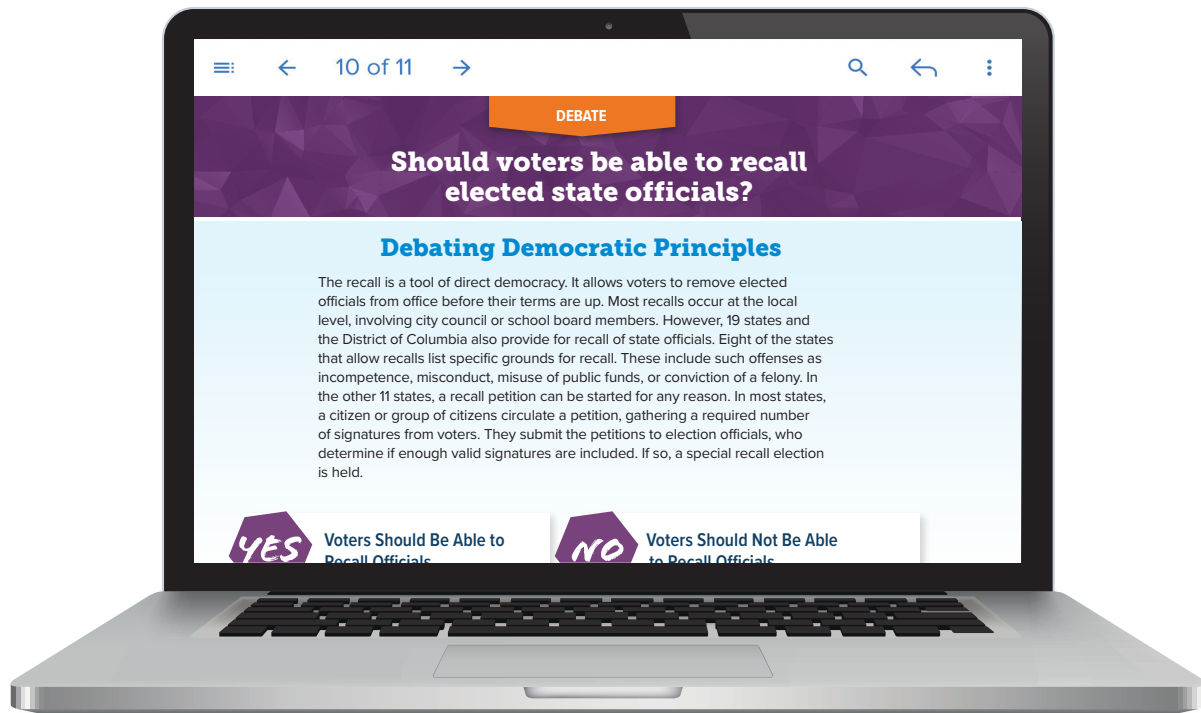 10 of 11
DEBATE
Should voters be able to recall
elected state officials?
Debating Democratic Principles
The recall is a tool of direct democracy. It allows voters to remove elected
officials from office before their terms are up. Most recalls occur at the local
level, involving city council or school board members. However, 19 states and
the District of Columbia also provide for recall of state officials. Eight of the states
that allow recalls list specific grounds for recall. These include such offenses as
incompetence, misconduct, misuse of public funds, or conviction of a felony. In
the other 11 states, a recall petition can be started for any reason. In most states,
a citizen or group of citizens circulate a petition, gathering a required number
of signatures from voters. They submit the petitions to election officials, who
determine if enough valid signatures are included. If so, a special recall election
is held.
YES
Voters Should Be Able to
Recall Officials
NO
Voters Should Not Be Able
to Recall Officials